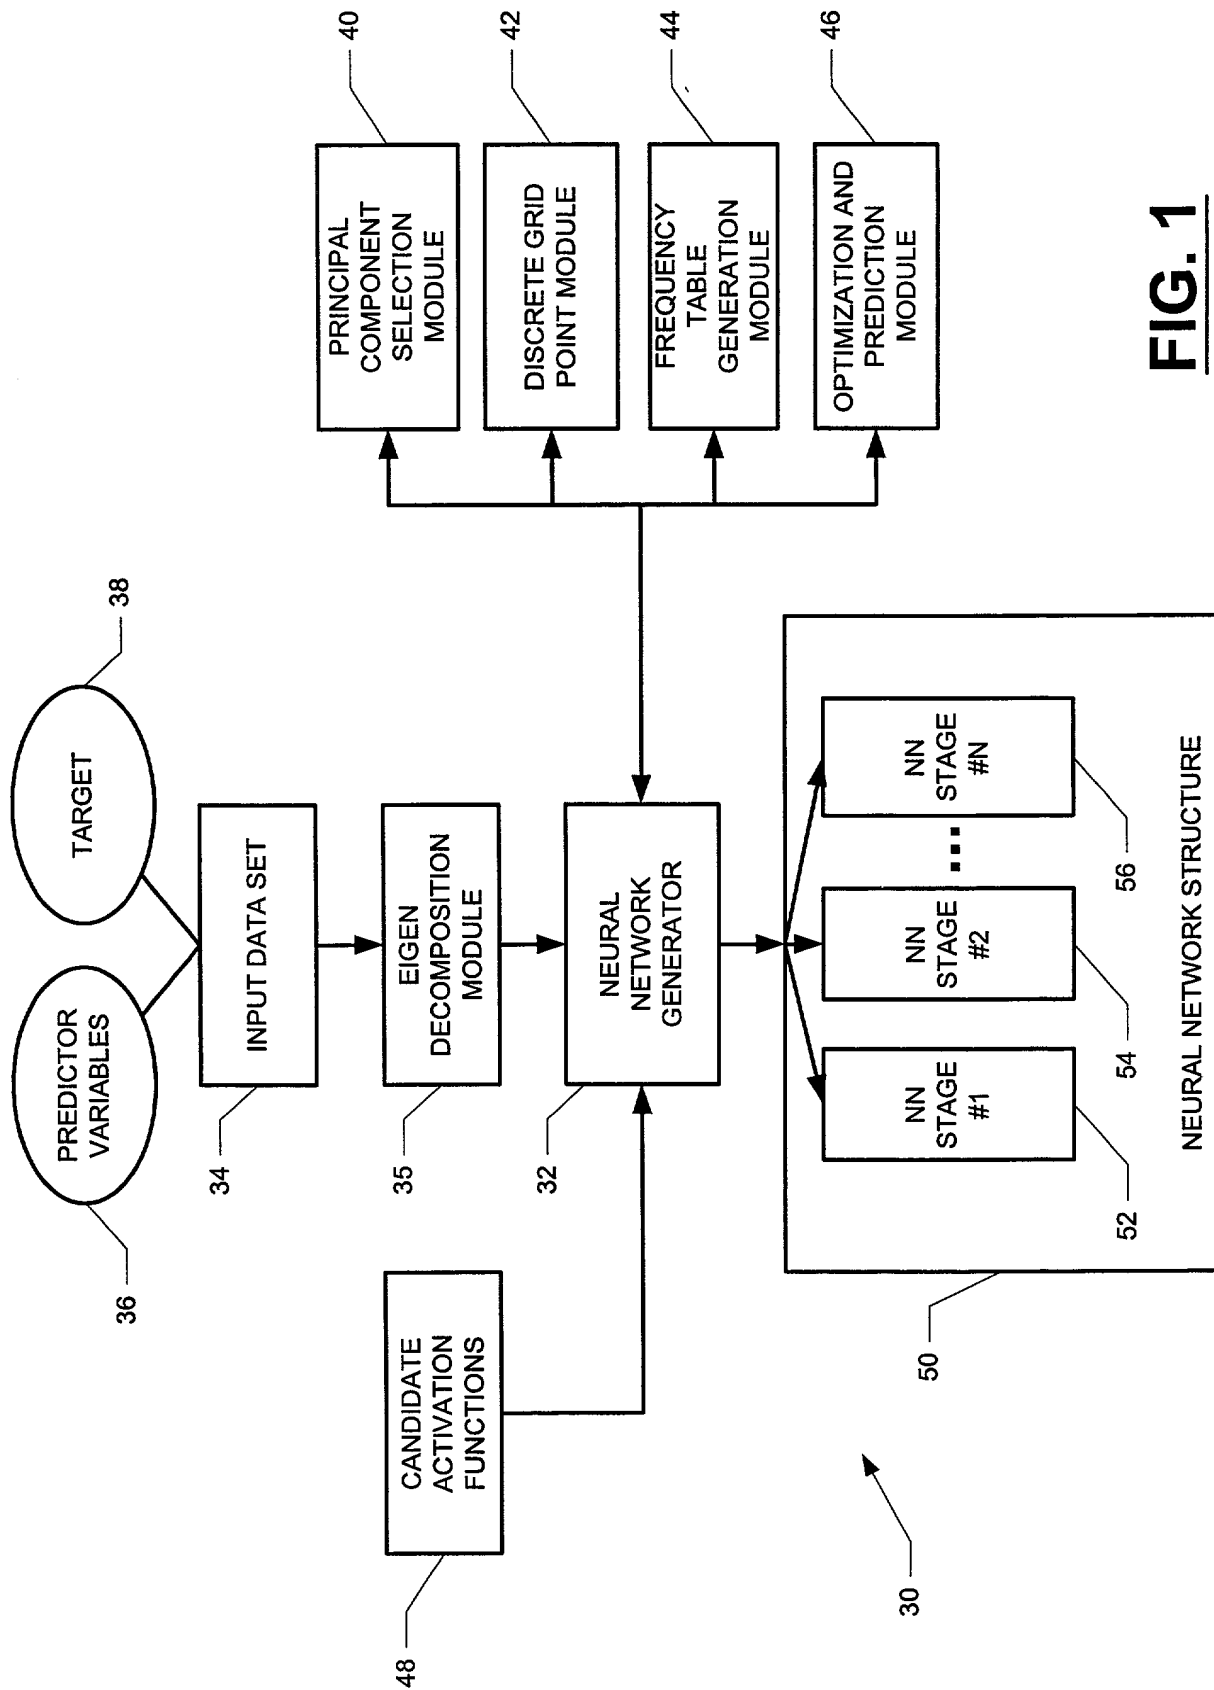 36
PREDICTOR
VARIABLES
TARGET
38
34
INPUT DATA SET
35
EIGEN
DECOMPOSITION
MODULE
48
CANDIDATE
ACTIVATION
FUNCTIONS
32
NEURAL
NETWORK
GENERATOR
PRINCIPAL
COMPONENT
SELECTION
MODULE
40
DISCRETE GRID
POINT MODULE
42
FREQUENCY
TABLE
GENERATION
MODULE
44
OPTIMIZATION AND
PREDICTION
MODULE
46
30
50
NN
STAGE
#1
52
NN
STAGE
#2
54
...
NN
STAGE
#N
56
NEURAL NETWORK STRUCTURE
FIG. 1